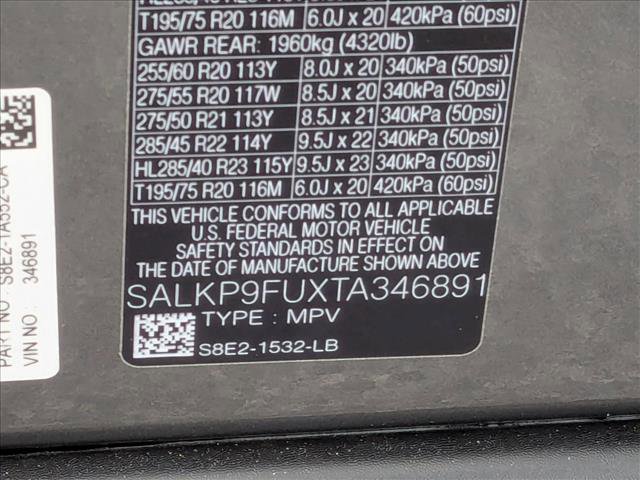 T195/75 R20 116M 6.0J x 20 420kPa (60psi)
GAWR REAR: 1960kg (4320lb)
255/60 R20 113Y 8.0J x 20 340kPa (50psi)
275/55 R20 117W 8.5J x 20 340kPa (50psi)
275/50 R21 113Y 8.5J x 21 340kPa (50psi)
285/45 R22 114Y 9.5J x 22 340kPa (50psi)
HL285/40 R23 115Y 9.5J x 23 340kPa (50psi)
T195/75 R20 116M 6.0J x 20 420kPa (60psi)
THIS VEHICLE CONFORMS TO ALL APPLICABLE
U.S. FEDERAL MOTOR VEHICLE
SAFETY STANDARDS IN EFFECT ON
THE DATE OF MANUFACTURE SHOWN ABOVE
SALKP9FUXTA346891
TYPE : MPV
S8E2-1532-LB
PART NO : S8E2-1A552-CA
VIN NO : 346891